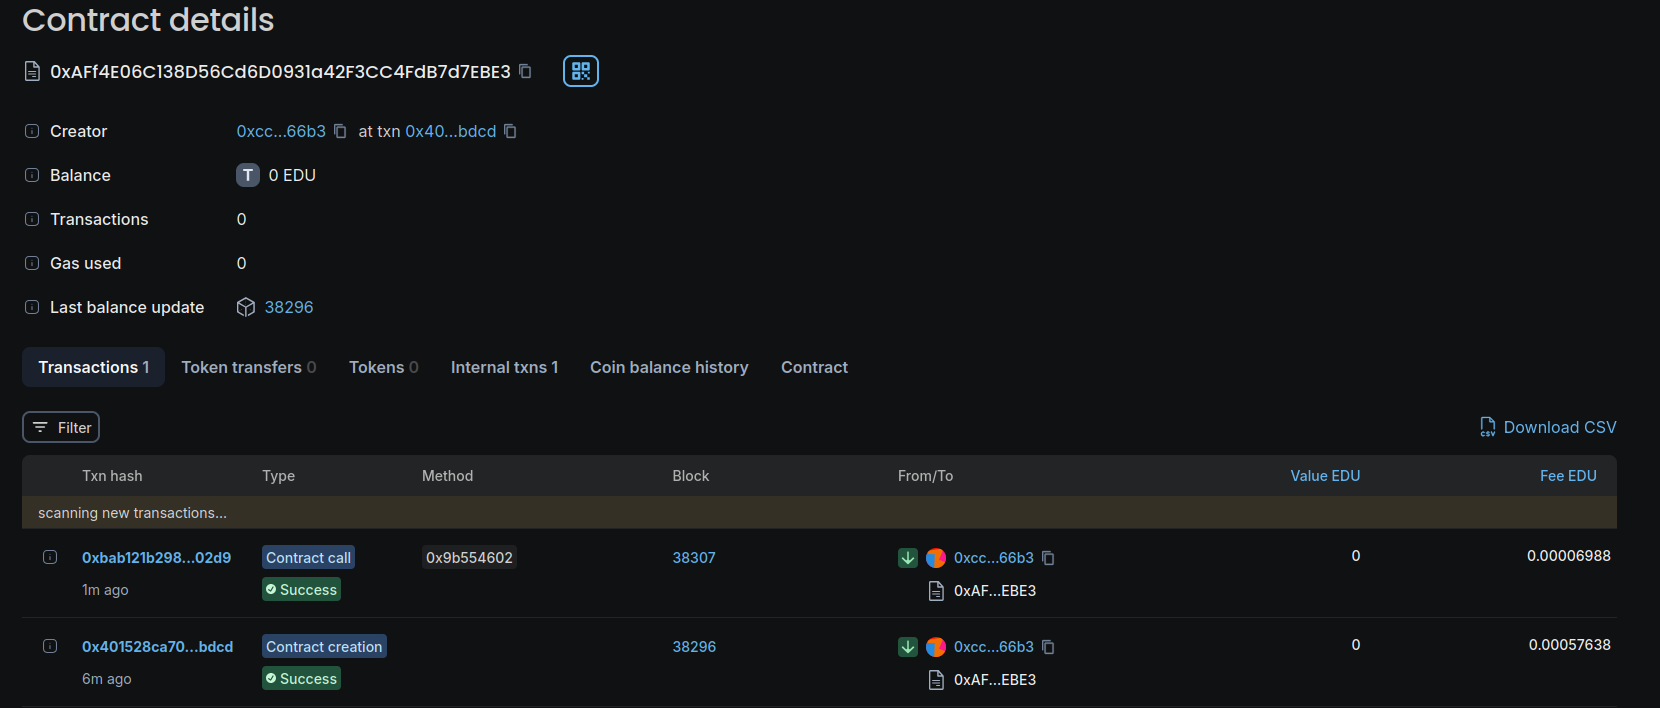 Contract details
0xAFf4E06C138D56Cd6D0931a42F3CC4FdB7d7EBE3
Creator 0xcc...66b3 at txn 0x40...bdcd
Balance T 0 EDU
Transactions 0
Gas used 0
Last balance update 38296
Transactions 1 Token transfers 0 Tokens 0 Internal txns 1 Coin balance history Contract
Filter CSV Download CSV
Txn hash Type Method Block From/To Value EDU Fee EDU
scanning new transactions...
0xbab121b298...02d9 Contract call 0x9b554602 38307 0xcc...66b3 0 0.00006988
1m ago Success 0xAF...EBE3
0x401528ca70...bdcd Contract creation 38296 0xcc...66b3 0 0.00057638
6m ago Success 0xAF...EBE3